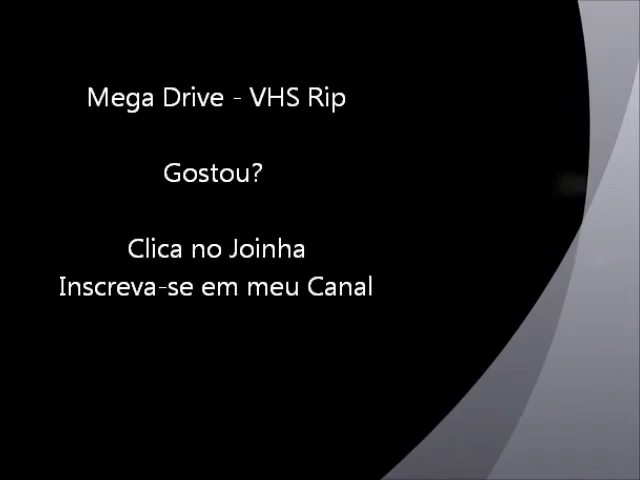 Mega Drive - VHS Rip
Gostou?
Clica no Joinha
Inscreva-se em meu Canal